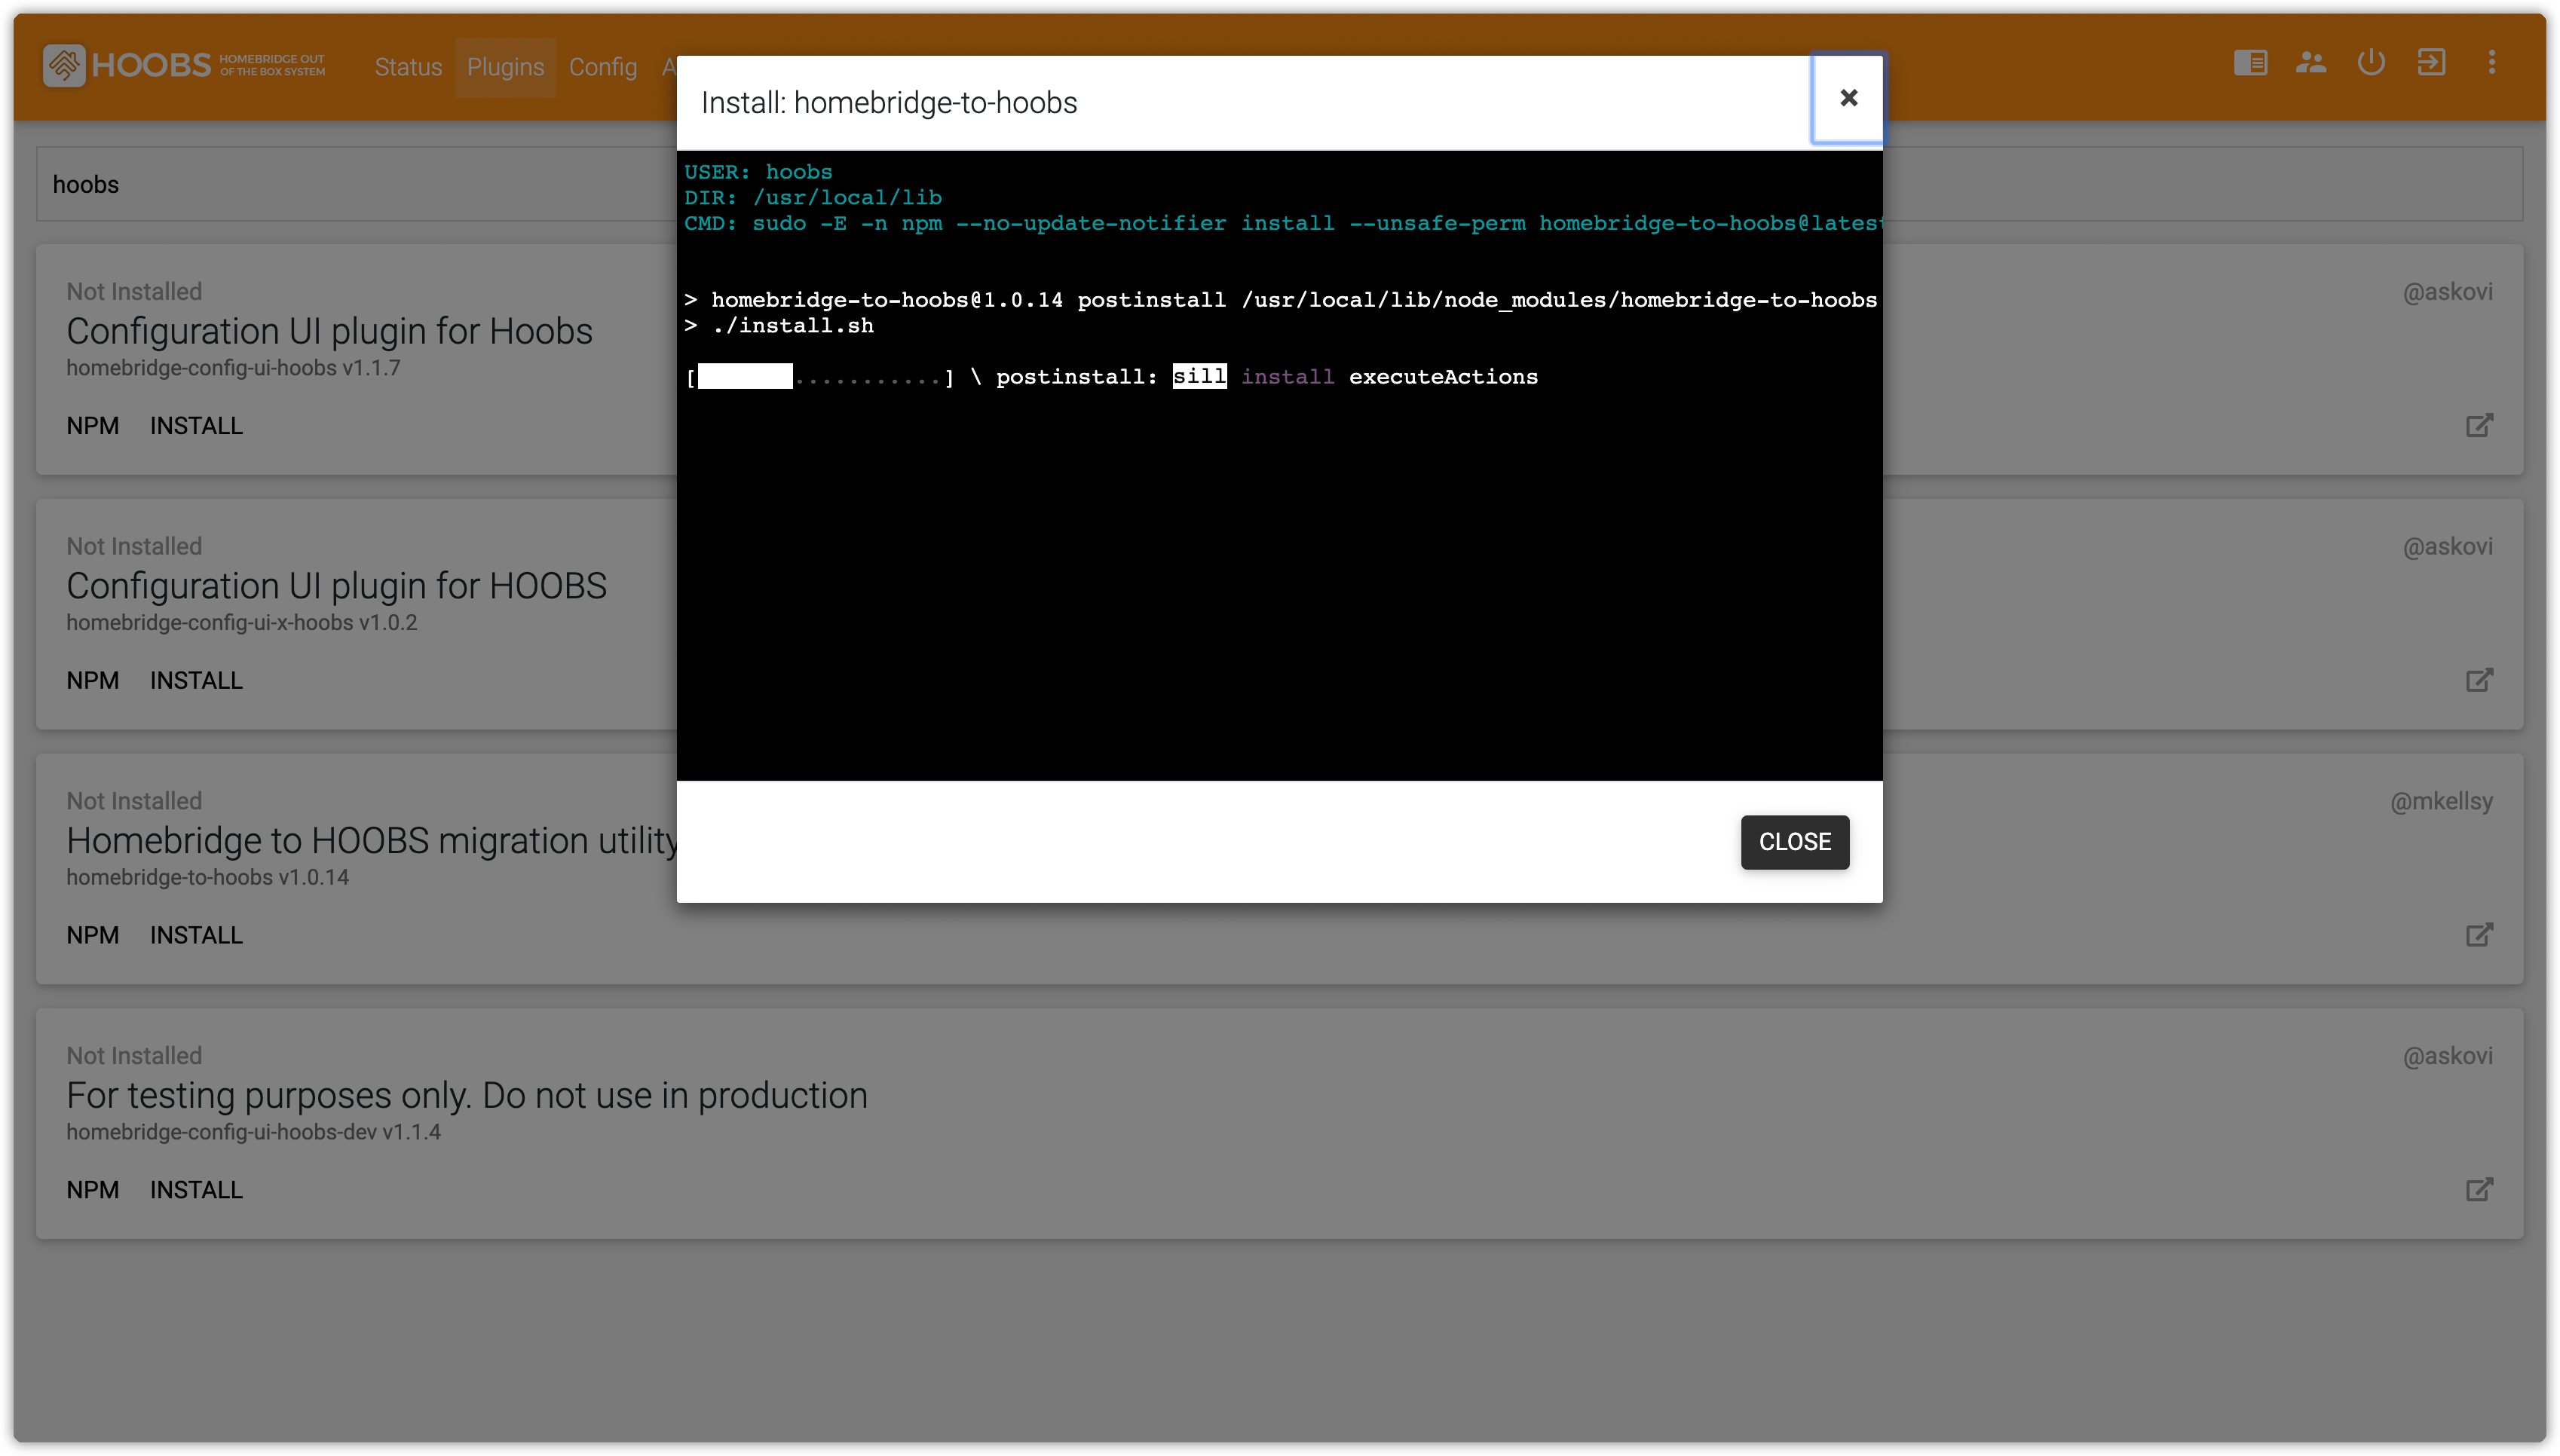 HOOBS HOMEBRIDGE OUT
OF THE BOX SYSTEM
Status Plugins Config A
Install: homebridge-to-hoobs
×
hoobs
USER: hoobs
DIR: /usr/local/lib
CMD: sudo -E -n npm --no-update-notifier install --unsafe-perm homebridge-to-hoobs@latest
> homebridge-to-hoobs@1.0.14 postinstall /usr/local/lib/node_modules/homebridge-to-hoobs
> ./install.sh
[ ...........] \ postinstall: sill install executeActions
CLOSE
Not Installed @askovi
Configuration UI plugin for Hoobs
homebridge-config-ui-hoobs v1.1.7
NPM INSTALL
Not Installed @askovi
Configuration UI plugin for HOOBS
homebridge-config-ui-x-hoobs v1.0.2
NPM INSTALL
Not Installed @mkellsy
Homebridge to HOOBS migration utility
homebridge-to-hoobs v1.0.14
NPM INSTALL
Not Installed @askovi
For testing purposes only. Do not use in production
homebridge-config-ui-hoobs-dev v1.1.4
NPM INSTALL